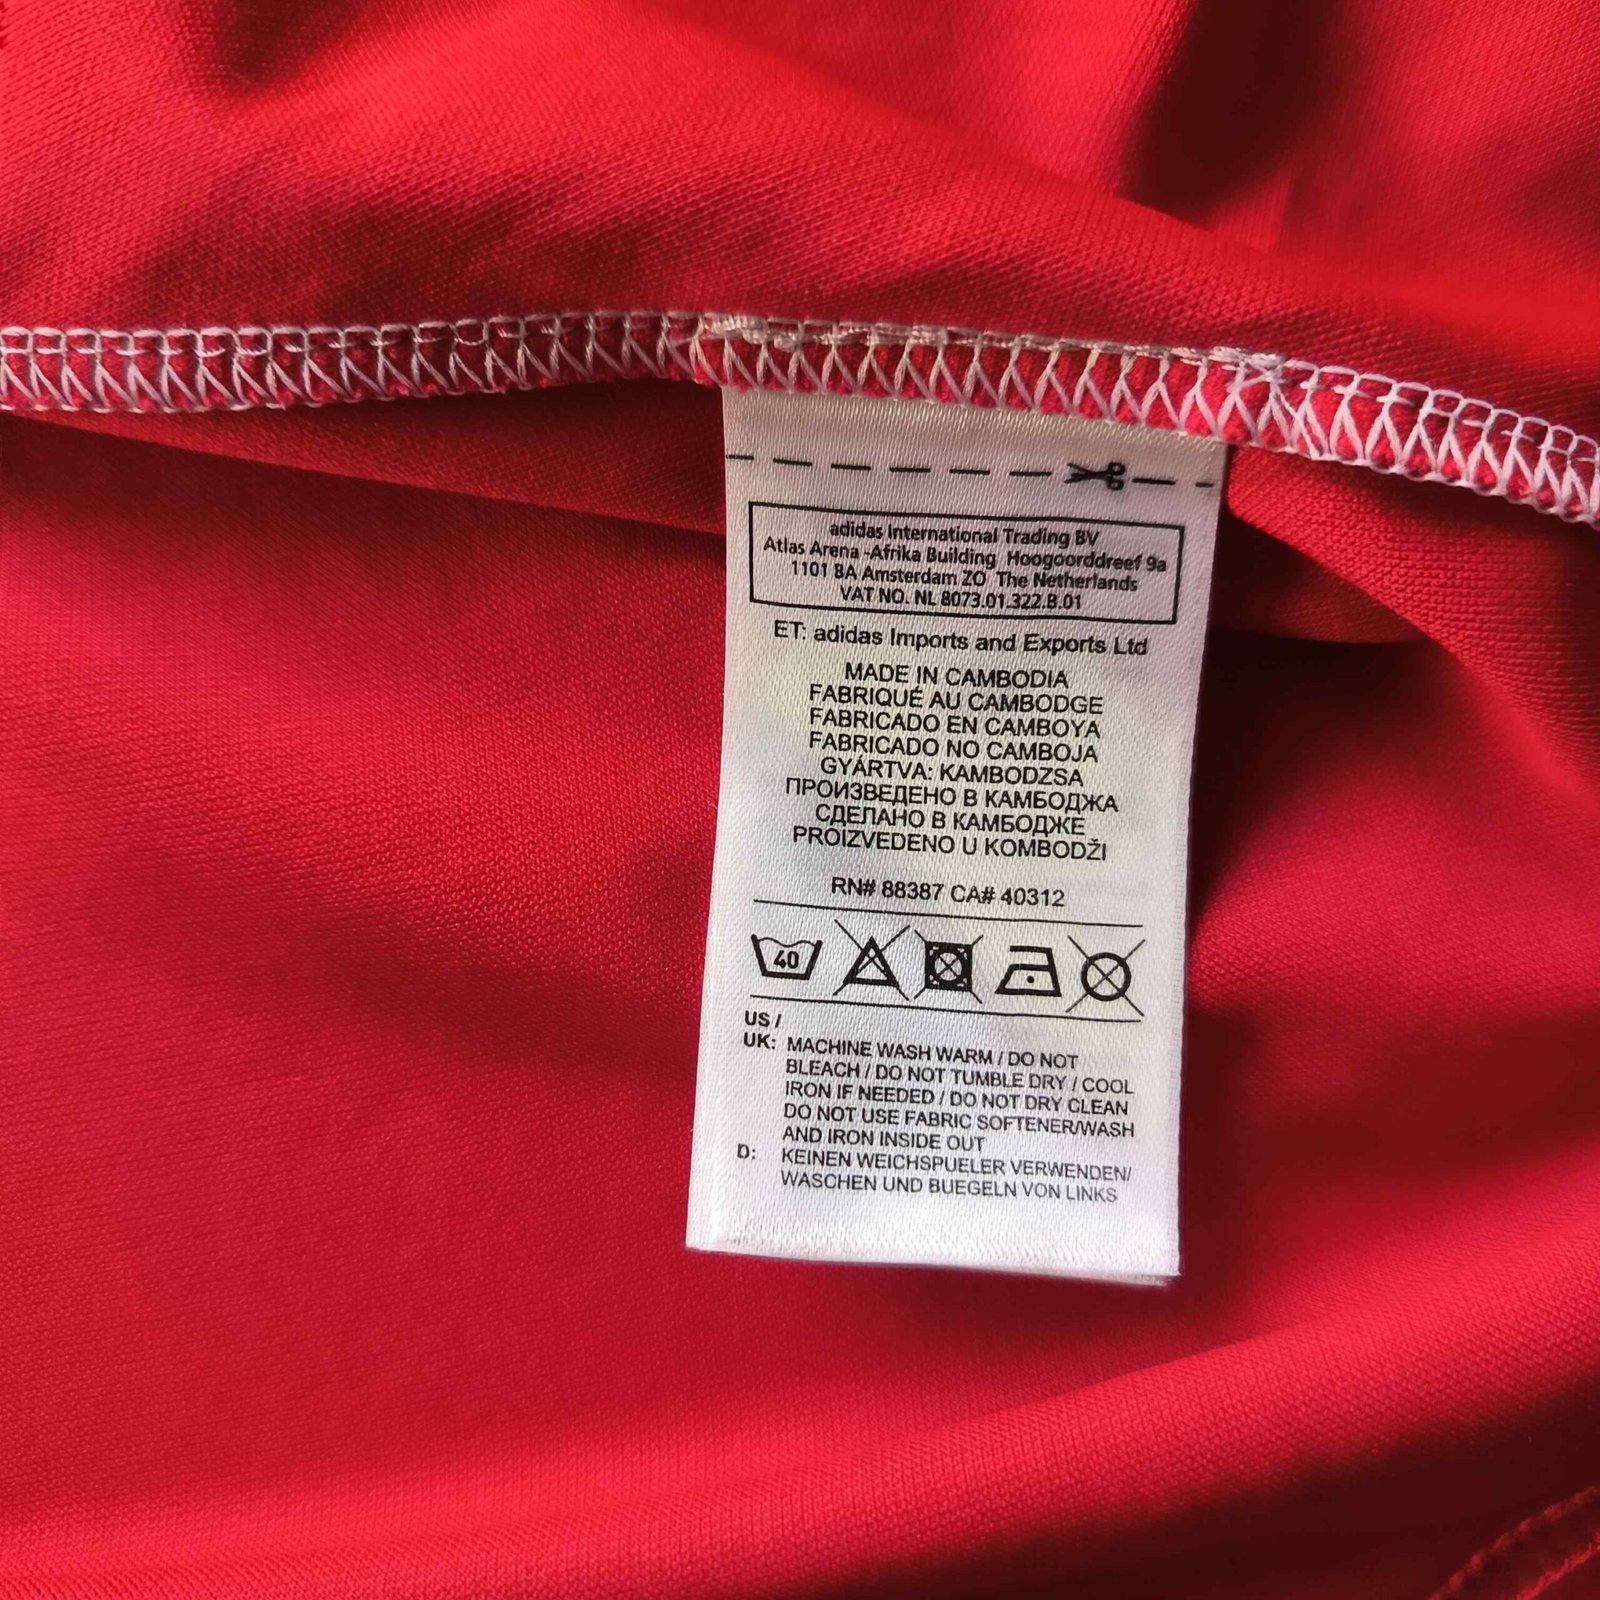 adidas International Trading BV
Atlas Arena -Afrika Building Hoogoorddreef 9a
1101 BA Amsterdam ZO The Netherlands
VAT NO. NL 8073.01.322.B.01
ET: adidas Imports and Exports Ltd
MADE IN CAMBODIA
FABRIQUÉ AU CAMBODGE
FABRICADO EN CAMBOYA
FABRICADO NO CAMBOJA
GYÁRTVA: KAMBODZSA
ПРОИЗВЕДЕНО В КАМБОДЖА
СДЕЛАНО В КАМБОДЖЕ
PROIZVEDENO U KOMBODŽI
RN# 88387 CA# 40312
40
US /
UK: MACHINE WASH WARM / DO NOT
BLEACH / DO NOT TUMBLE DRY / COOL
IRON IF NEEDED / DO NOT DRY CLEAN
DO NOT USE FABRIC SOFTENER/WASH
AND IRON INSIDE OUT
D: KEINEN WEICHSPUELER VERWENDEN/
WASCHEN UND BUEGELN VON LINKS